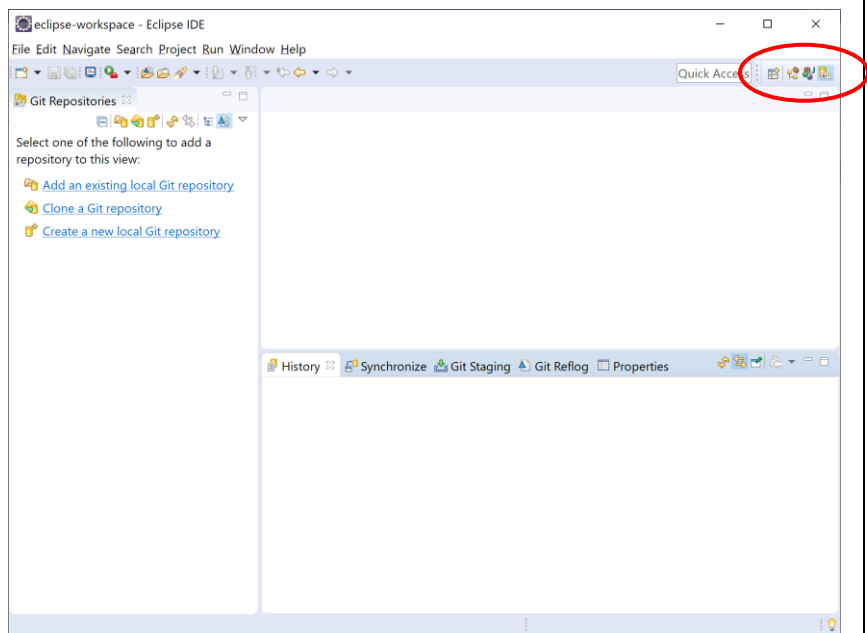 eclipse-workspace - Eclipse IDE
File Edit Navigate Search Project Run Window Help
Quick Access
Git Repositories
Select one of the following to add a
repository to this view:
Add an existing local Git repository
Clone a Git repository
Create a new local Git repository
History Synchronize Git Staging Git Reflog Properties